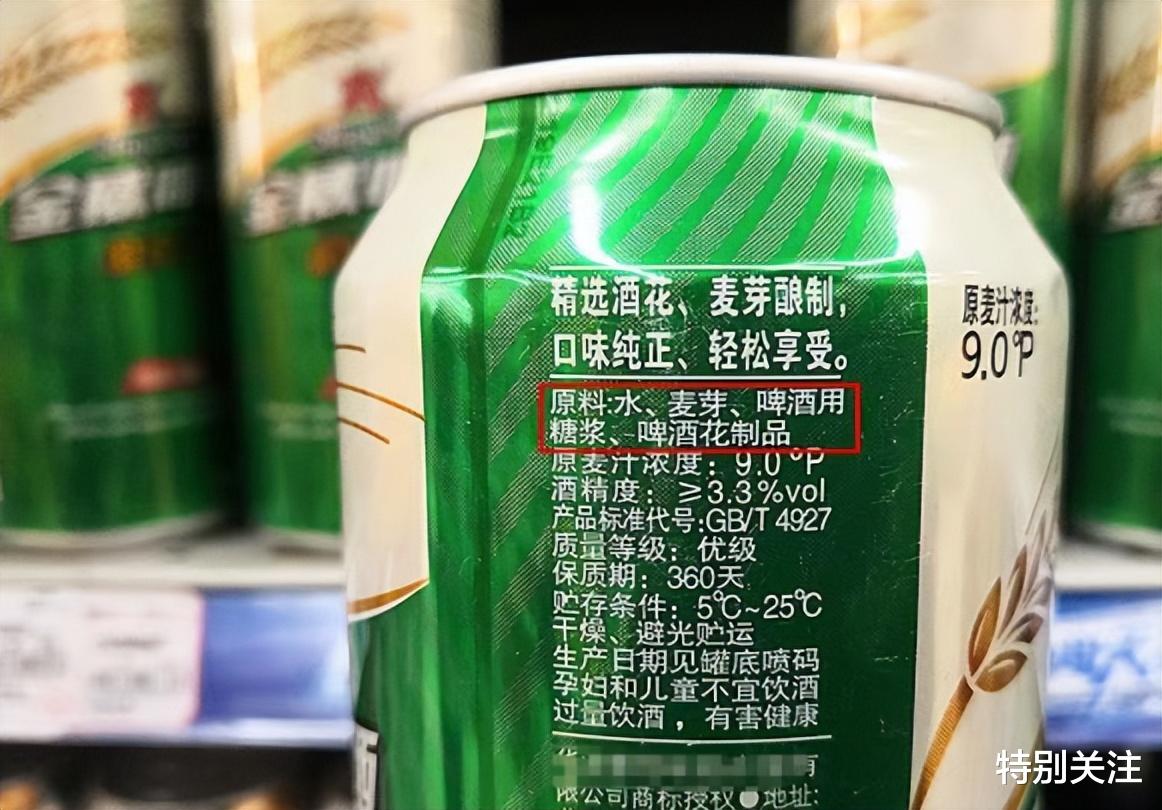 精选酒花、麦芽酿制，
口味纯正、轻松享受。
原料:水、麦芽、啤酒用
糖浆、啤酒花制品
原麦汁浓度：9.0 °P
酒精度：≥3.3%vol
产品标准代号:GB/T 4927
质量等级：优级
保质期：360天
贮存条件：5℃~25℃
干燥、避光贮运
生产日期见罐底喷码
孕妇和儿童不宜饮酒
过量饮酒，有害健康
限公司商标授权●地址:
原麦汁浓度:
9.0°P
特别关注